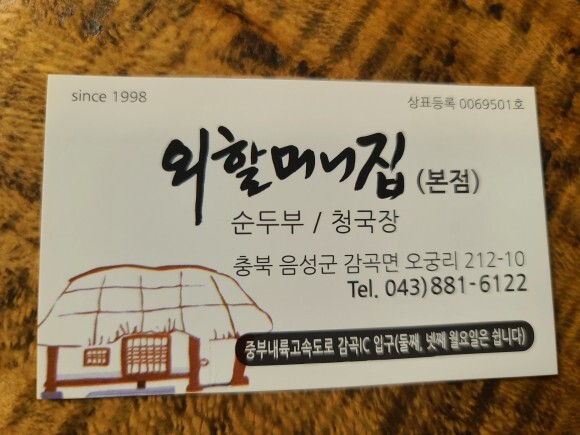 since 1998
상표등록 0069501호
외할머니집 (본점)
순두부 / 청국장
충북 음성군 감곡면 오궁리 212-10
Tel. 043)881-6122
중부내륙고속도로 감곡IC 입구(둘째, 넷째 월요일은 쉽니다)